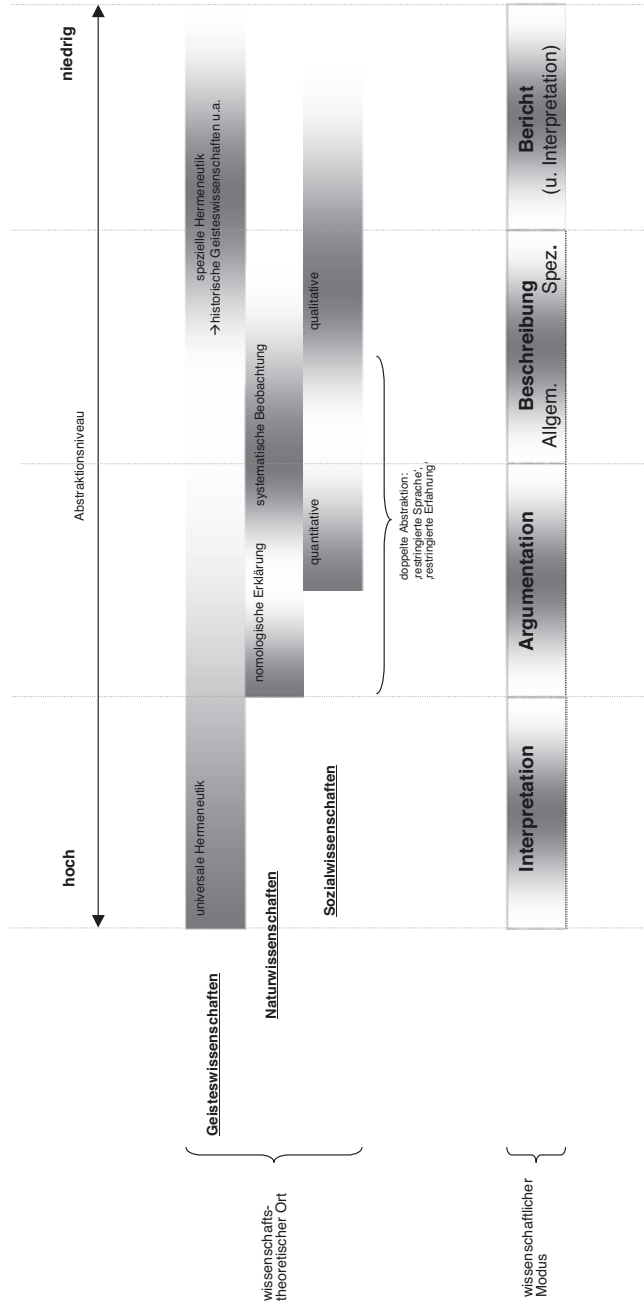 hoch
niedrig
Abstraktionsniveau
wissenschafts-
theoretischer Ort
Geisteswissenschaften
universale Hermeneutik
spezielle Hermeneutik
→historische Geisteswissenschaften u.a.
Naturwissenschaften
nomologische Erklärung
systematische Beobachtung
Sozialwissenschaften
quantitative
qualitative
doppelte Abstraktion:
‚restringierte Sprache‘,
‚restringierte Erfahrung‘
wissenschaftlicher
Modus
Interpretation
Argumentation
Beschreibung
Allgem. Spez.
Bericht
(u. Interpretation)